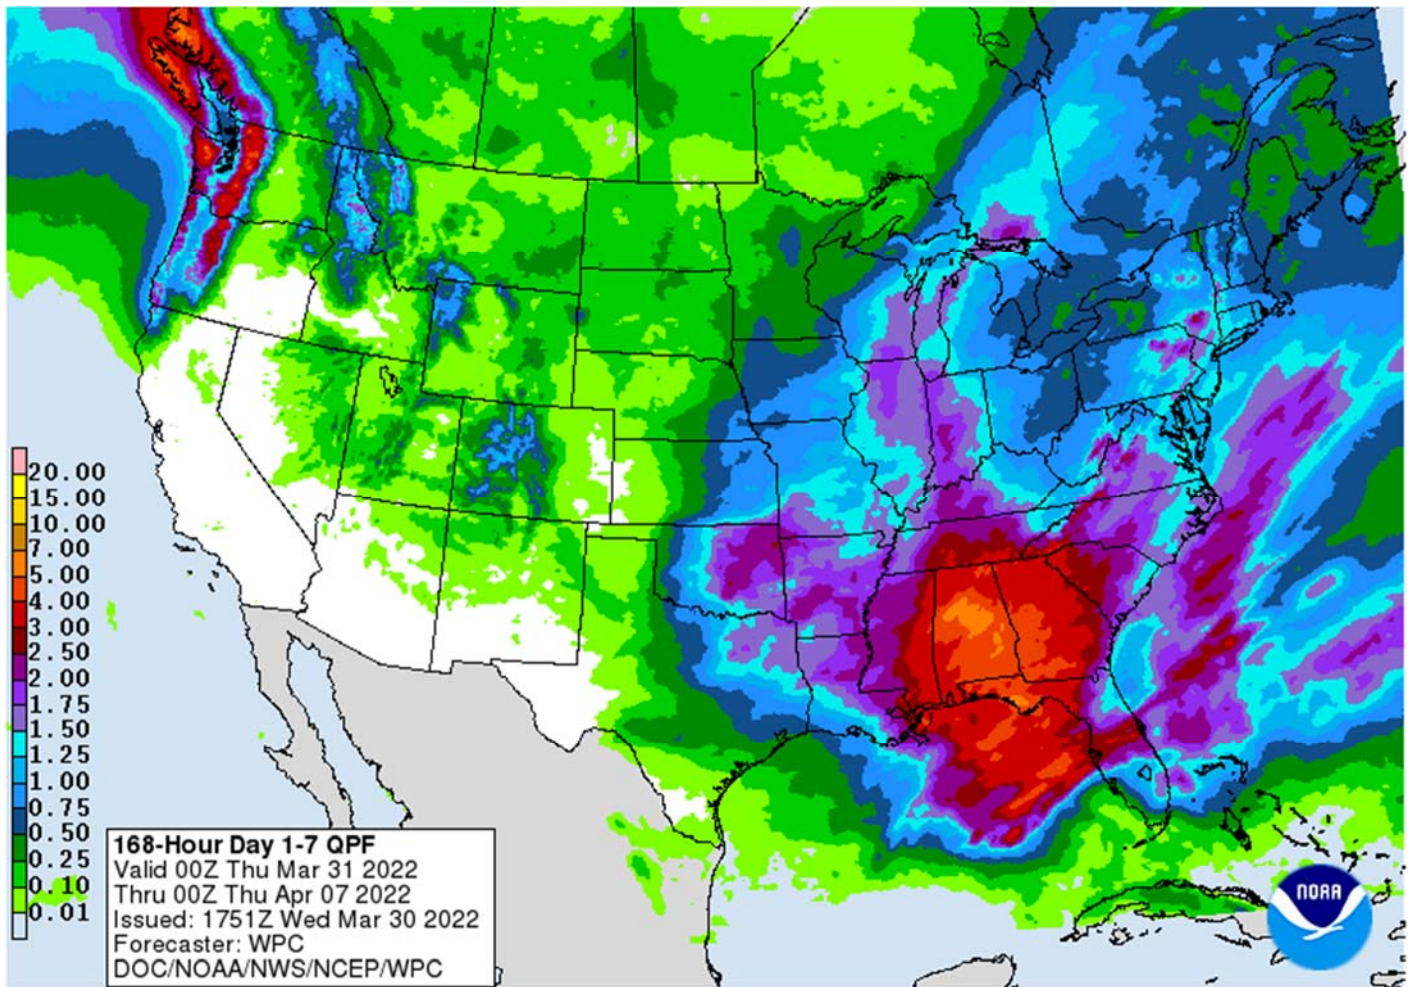 20.00
15.00
10.00
7.00
5.00
4.00
3.00
2.50
2.00
1.75
1.50
1.25
1.00
0.75
0.50
0.25
0.10
0.01
168-Hour Day 1-7 QPF
Valid 00Z Thu Mar 31 2022
Thru 00Z Thu Apr 07 2022
Issued: 1751Z Wed Mar 30 2022
Forecaster: WPC
DOC/NOAA/NWS/NCEP/WPC
NOAA